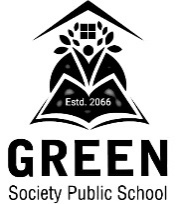 Estd. 2066
GREEN
Society Public School